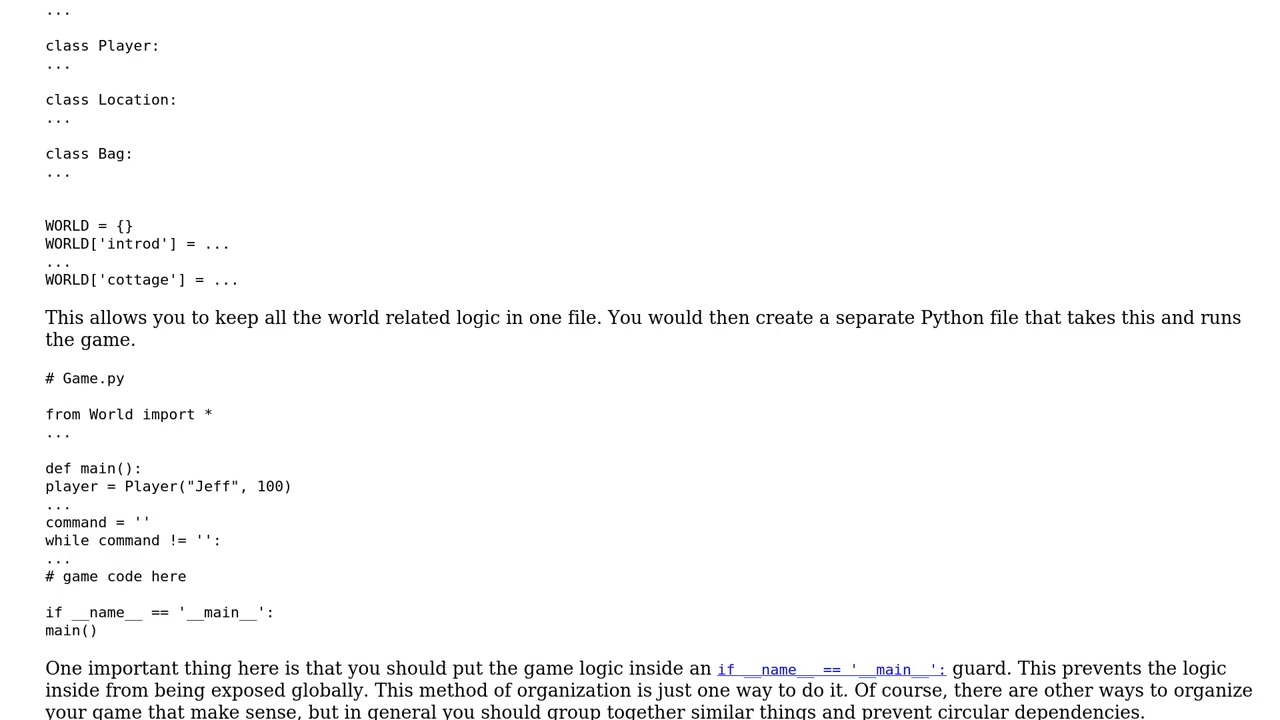 ...
class Player:
...
class Location:
...
class Bag:
...
WORLD = {}
WORLD['introd'] = ...
...
WORLD['cottage'] = ...
This allows you to keep all the world related logic in one file. You would then create a separate Python file that takes this and runs
the game.
# Game.py
from World import *
...
def main():
player = Player("Jeff", 100)
...
command = ''
while command != '':
...
# game code here
if __name__ == '__main__':
main()
One important thing here is that you should put the game logic inside an if __name__ == '__main__': guard. This prevents the logic
inside from being exposed globally. This method of organization is just one way to do it. Of course, there are other ways to organize
your game that make sense, but in general you should group together similar things and prevent circular dependencies.